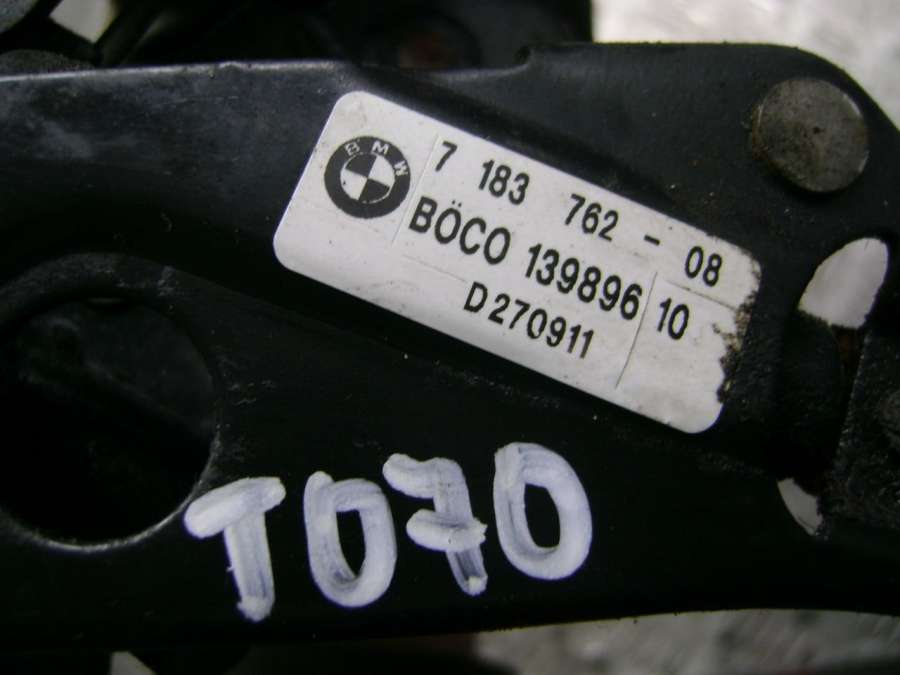 BMW
7 183 762 - 08
BÖCO 139896 10
D270911
T070